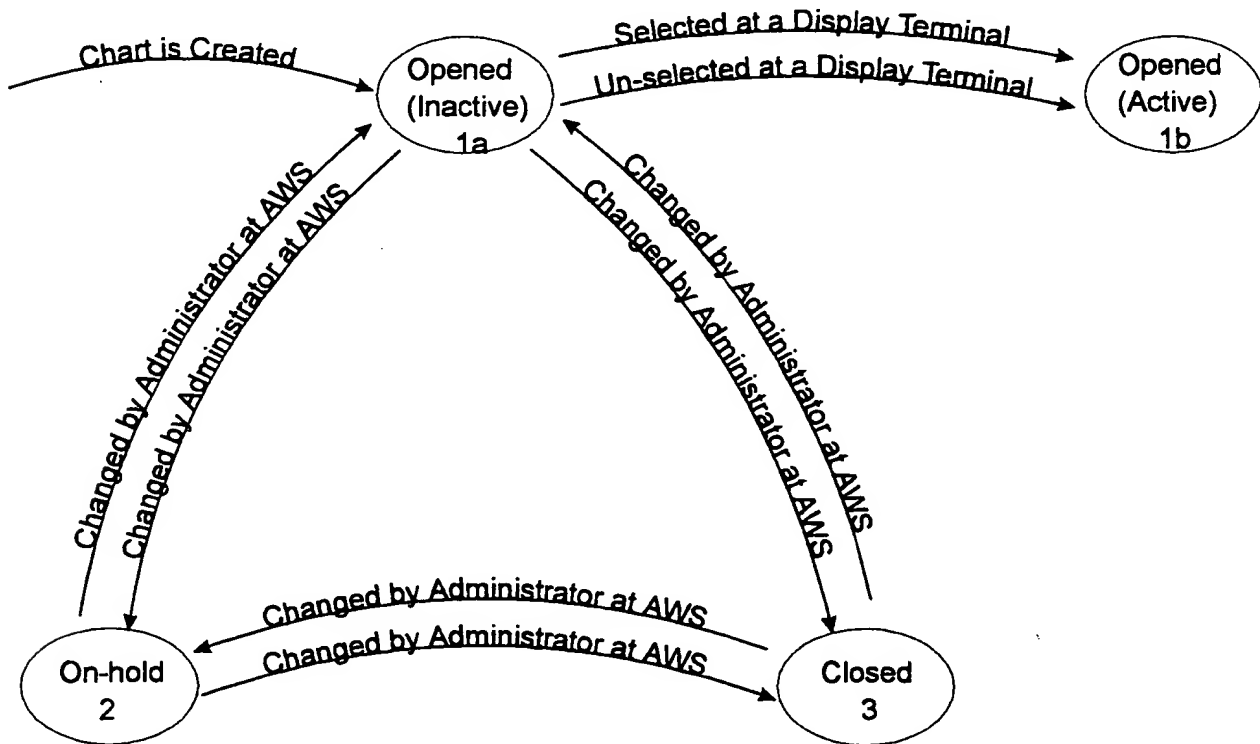 Chart is Created
Opened
(Inactive)
1a
Selected at a Display Terminal
Un-selected at a Display Terminal
Opened
(Active)
1b
Changed by Administrator at AWS
Changed by Administrator at AWS
Changed by Administrator at AWS
Changed by Administrator at AWS
Changed by Administrator at AWS
Changed by Administrator at AWS
On-hold
2
Closed
3